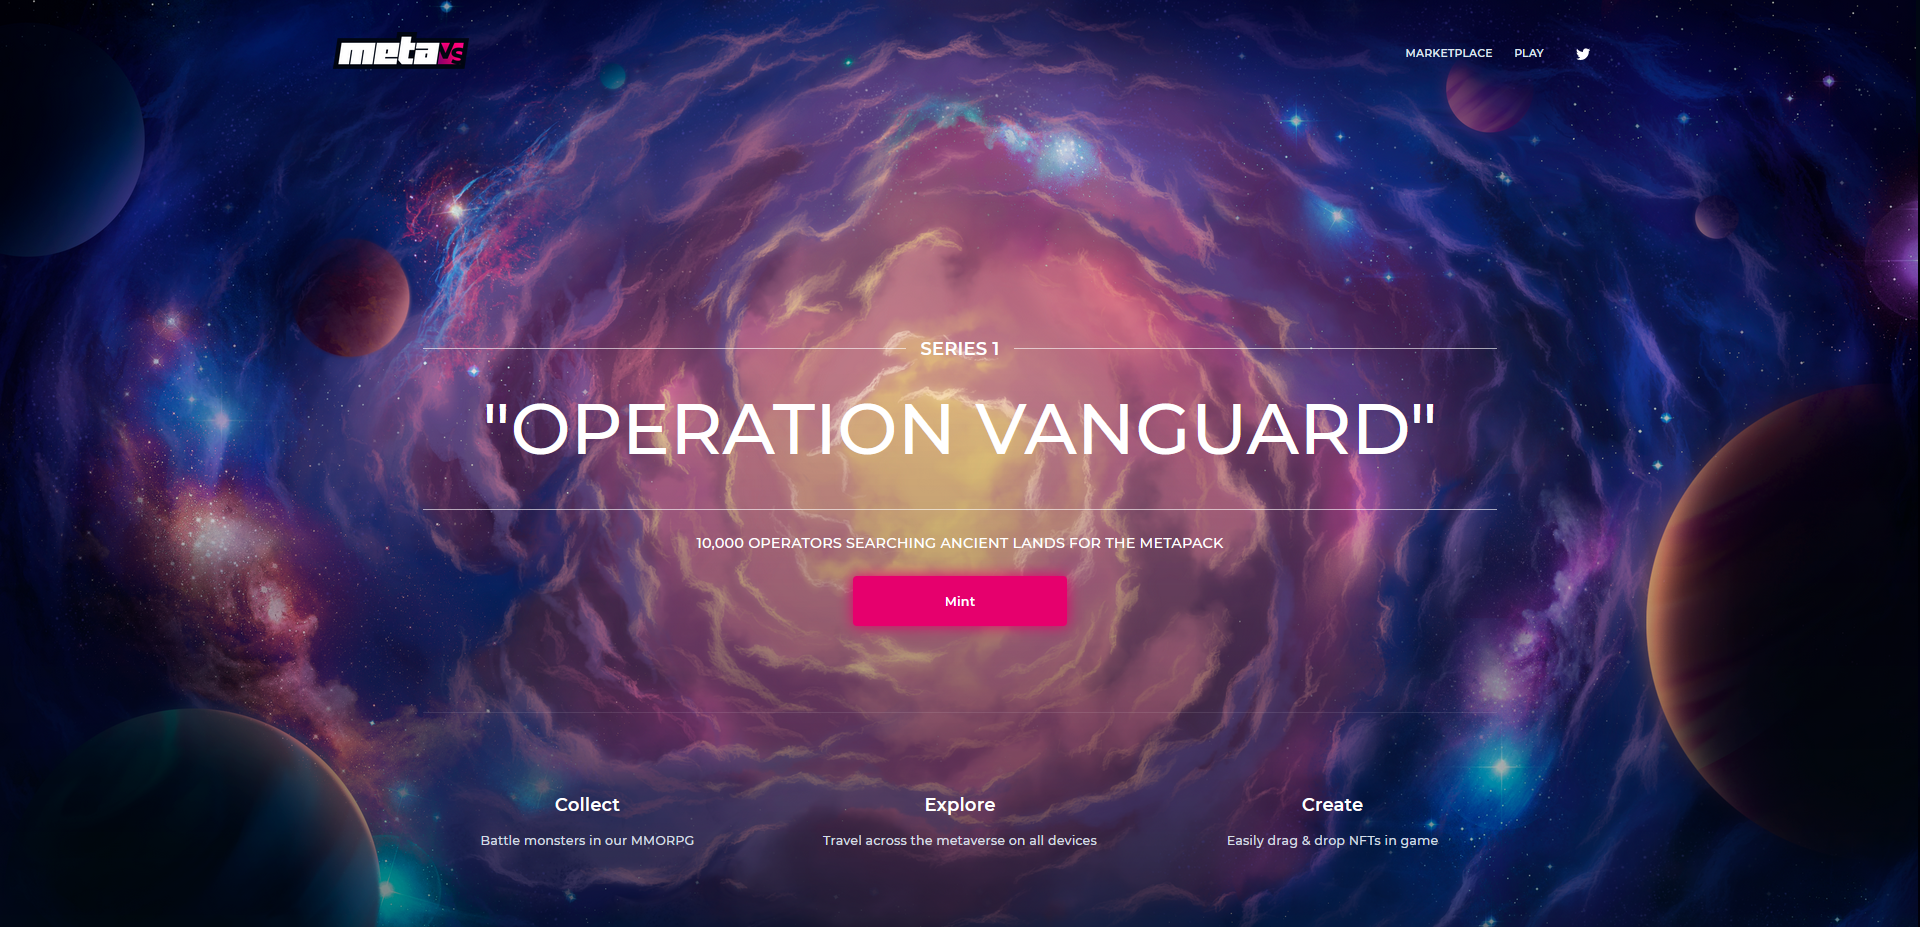 metavs
MARKETPLACE PLAY
SERIES 1
"OPERATION VANGUARD"
10,000 OPERATORS SEARCHING ANCIENT LANDS FOR THE METAPACK
Mint
Collect
Battle monsters in our MMORPG
Explore
Travel across the metaverse on all devices
Create
Easily drag & drop NFTs in game